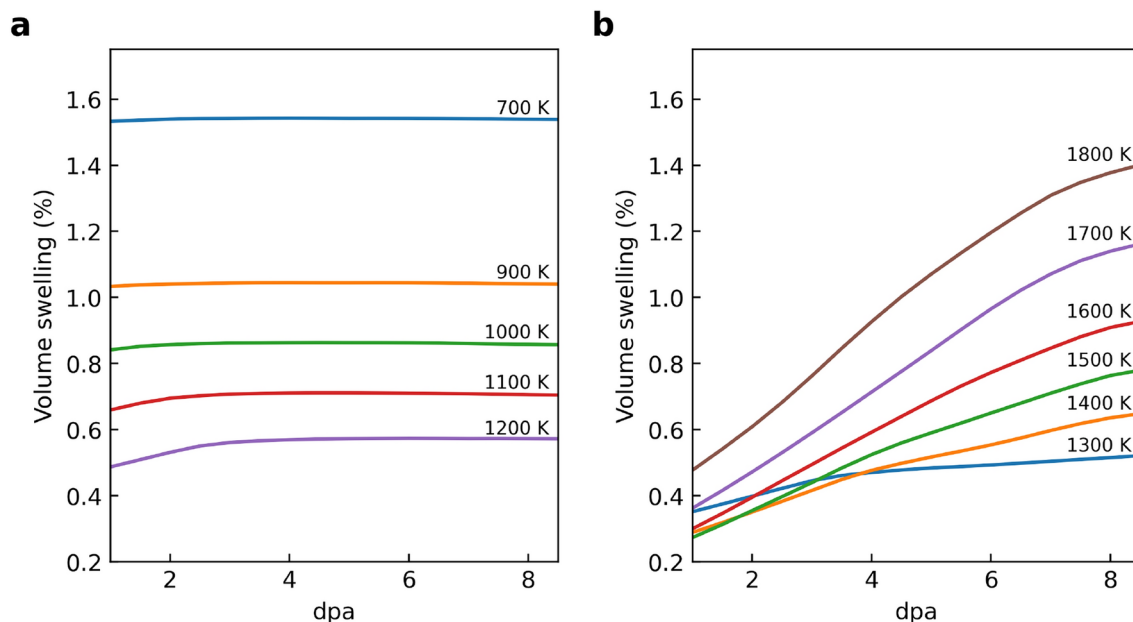 a
Volume swelling (%)
1.6
1.4
1.2
1.0
0.8
0.6
0.4
0.2
700 K
900 K
1000 K
1100 K
1200 K
2 4 6 8
dpa
b
Volume swelling (%)
1.6
1.4
1.2
1.0
0.8
0.6
0.4
0.2
1800 K
1700 K
1600 K
1500 K
1400 K
1300 K
2 4 6 8
dpa